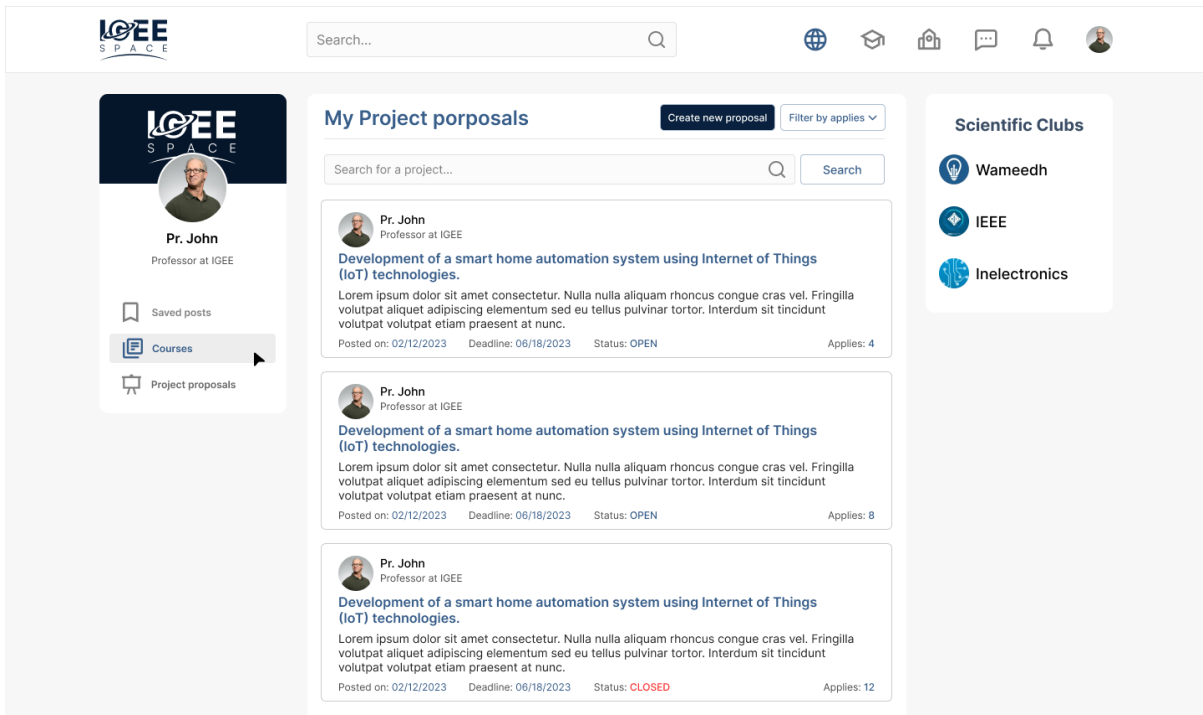 IGEE
SPACE
Search...
IGEE
SPACE
Pr. John
Professor at IGEE
Saved posts
Courses
Project proposals
My Project porposals
Create new proposal
Filter by applies
Search for a project...
Search
Pr. John
Professor at IGEE
Development of a smart home automation system using Internet of Things
(IoT) technologies.
Lorem ipsum dolor sit amet consectetur. Nulla nulla aliquam rhoncus congue cras vel. Fringilla
volutpat aliquet adipiscing elementum sed eu tellus pulvinar tortor. Interdum sit tincidunt
volutpat volutpat etiam praesent at nunc.
Posted on: 02/12/2023 Deadline: 06/18/2023 Status: OPEN Applies: 4
Pr. John
Professor at IGEE
Development of a smart home automation system using Internet of Things
(IoT) technologies.
Lorem ipsum dolor sit amet consectetur. Nulla nulla aliquam rhoncus congue cras vel. Fringilla
volutpat aliquet adipiscing elementum sed eu tellus pulvinar tortor. Interdum sit tincidunt
volutpat volutpat etiam praesent at nunc.
Posted on: 02/12/2023 Deadline: 06/18/2023 Status: OPEN Applies: 8
Pr. John
Professor at IGEE
Development of a smart home automation system using Internet of Things
(IoT) technologies.
Lorem ipsum dolor sit amet consectetur. Nulla nulla aliquam rhoncus congue cras vel. Fringilla
volutpat aliquet adipiscing elementum sed eu tellus pulvinar tortor. Interdum sit tincidunt
volutpat volutpat etiam praesent at nunc.
Posted on: 02/12/2023 Deadline: 06/18/2023 Status: CLOSED Applies: 12
Scientific Clubs
Wameedh
IEEE
Inelectronics